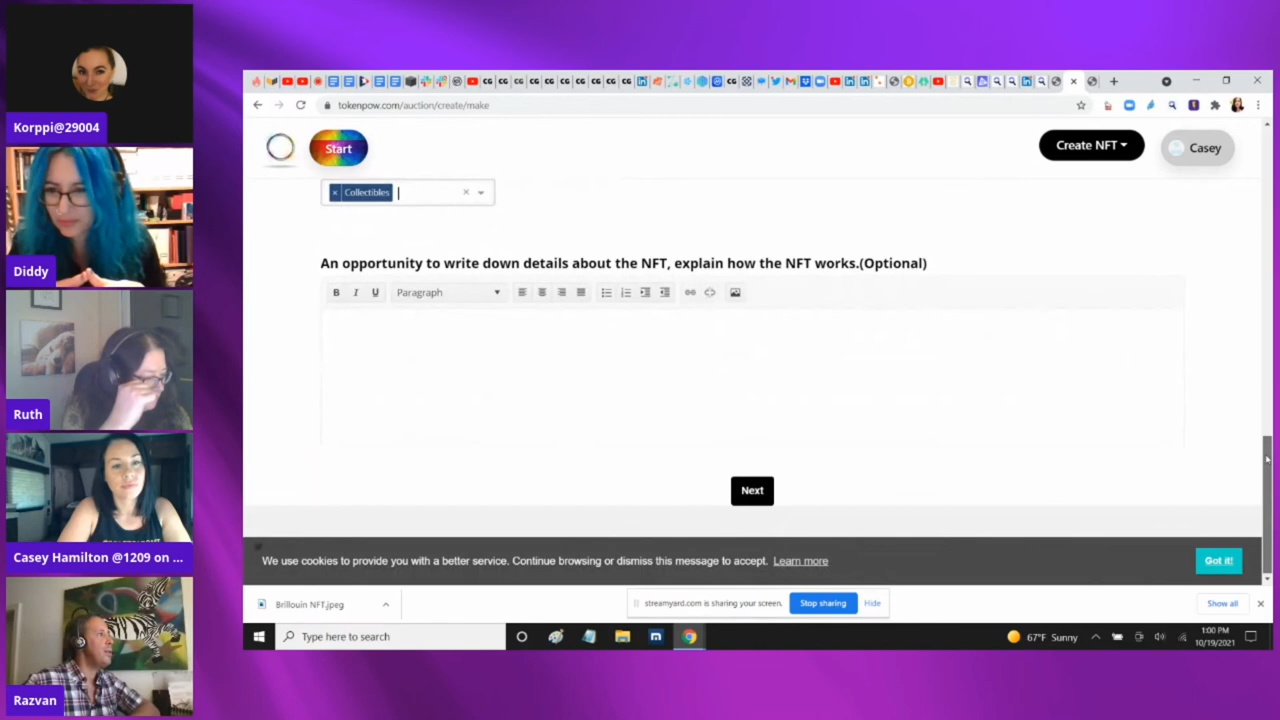 Korppi@29004
Diddy
Ruth
Casey Hamilton @1209 on ...
Razvan
tokenpow.com/auction/create/make
Start
Create NFT
Casey
× Collectibles
An opportunity to write down details about the NFT, explain how the NFT works.(Optional)
B I U Paragraph
Next
We use cookies to provide you with a better service. Continue browsing or dismiss this message to accept. Learn more
Got it!
Brillouin NFT.jpeg
streamyard.com is sharing your screen.
Stop sharing
Hide
Show all
Type here to search
67°F Sunny
1:00 PM
10/19/2021